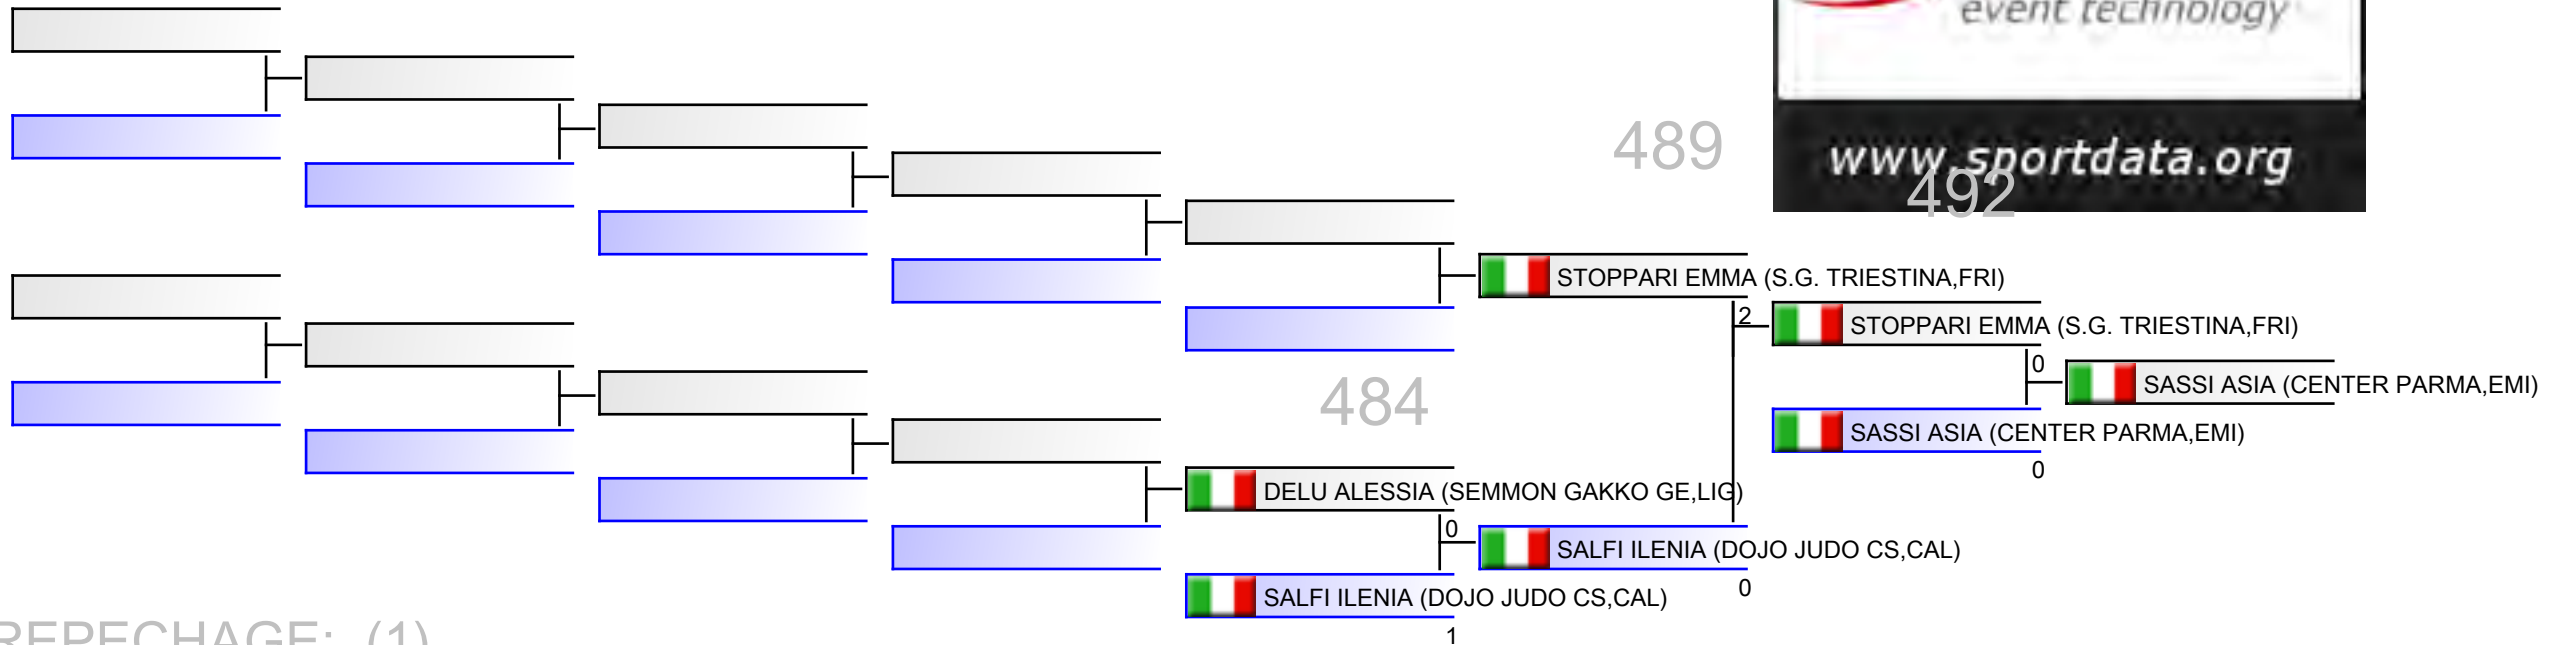 event technology
www.sportdata.org
489
492
STOPPARI EMMA (S.G. TRIESTINA,FRI)
2
STOPPARI EMMA (S.G. TRIESTINA,FRI)
0
SASSI ASIA (CENTER PARMA,EMI)
484
SASSI ASIA (CENTER PARMA,EMI)
0
DELU ALESSIA (SEMMON GAKKO GE,LIG)
0
SALFI ILENIA (DOJO JUDO CS,CAL)
0
SALFI ILENIA (DOJO JUDO CS,CAL)
1
REPECHAGE: (1)